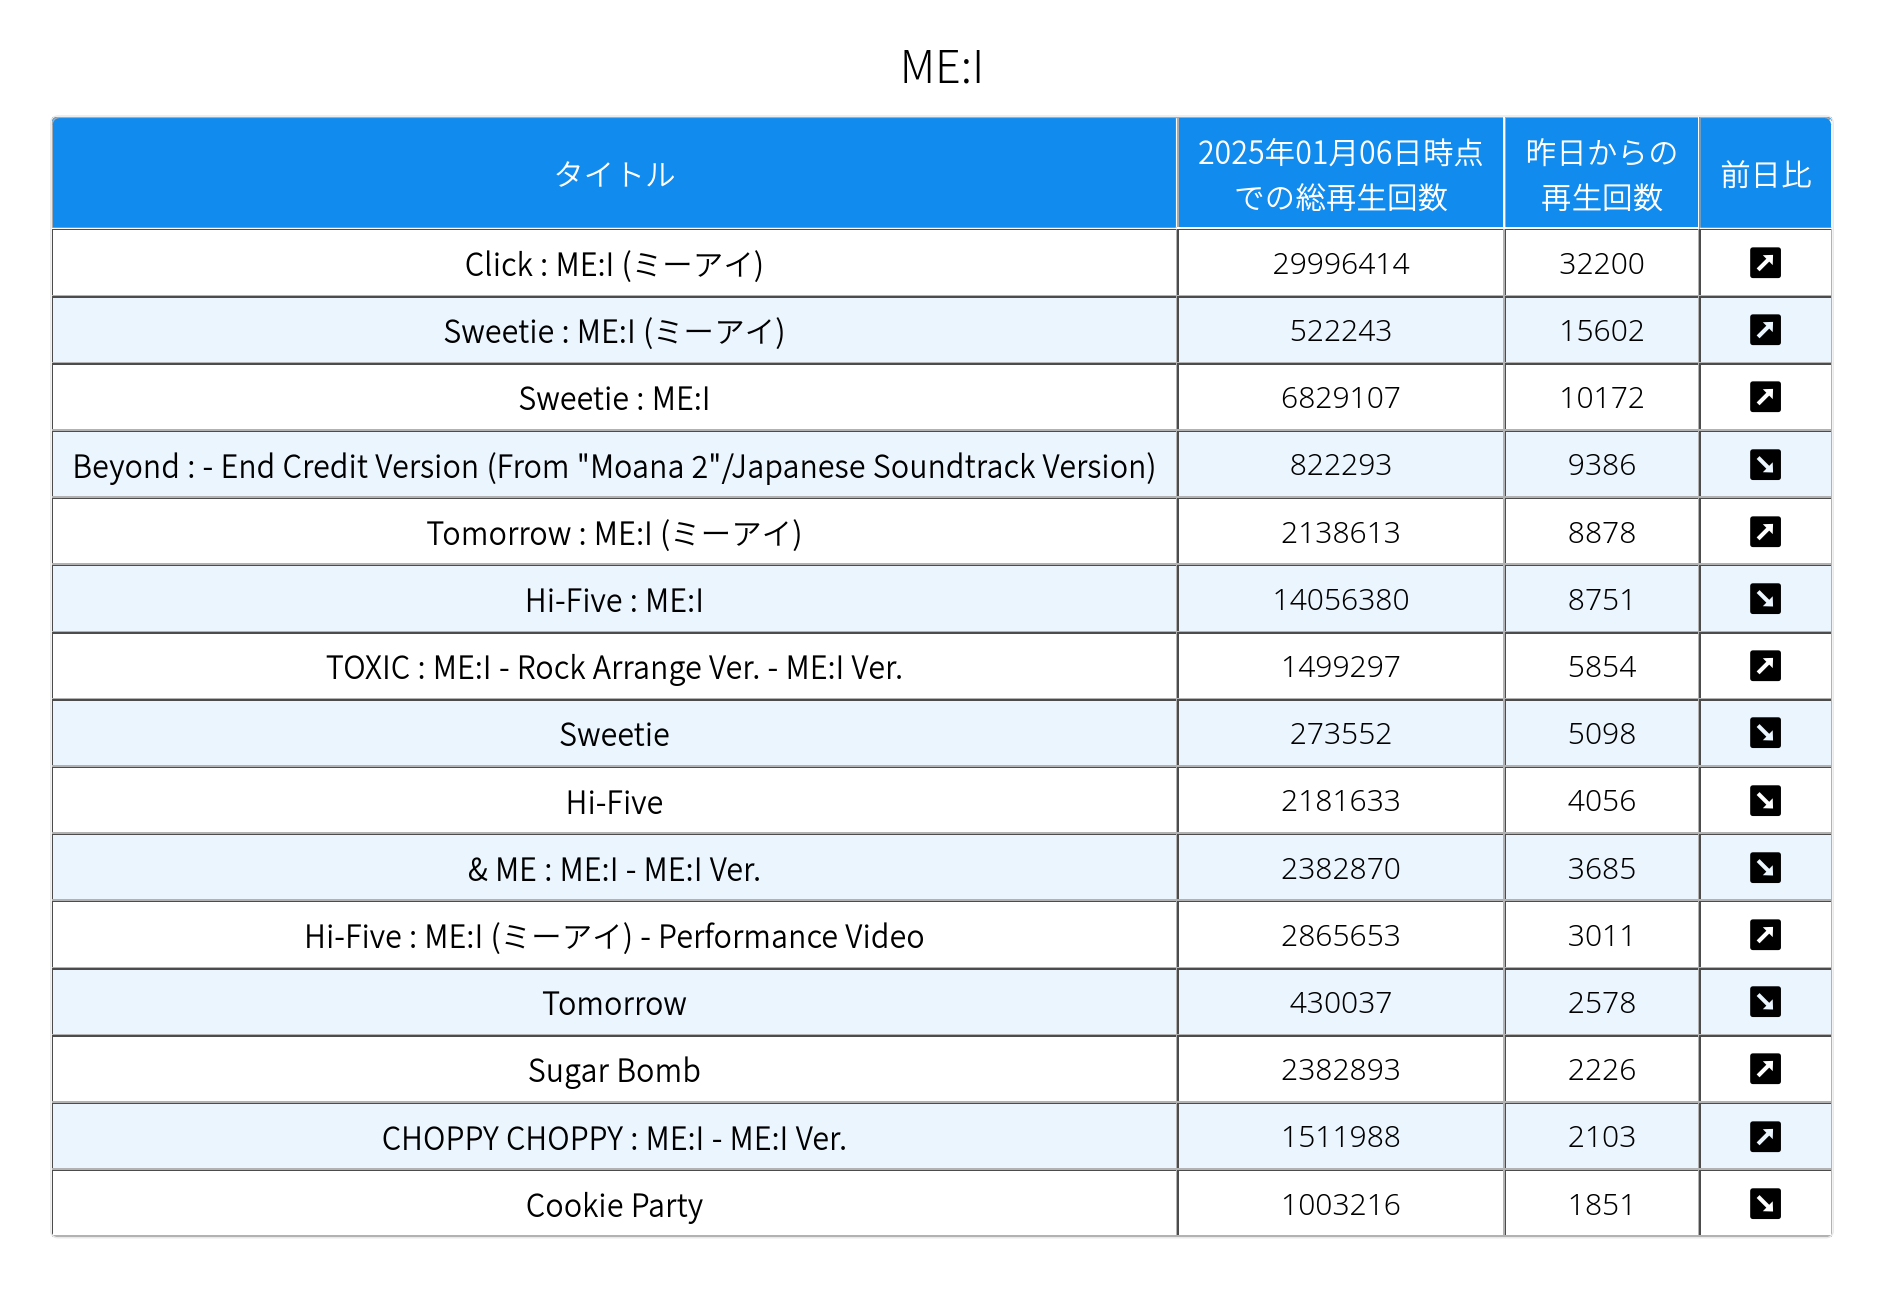 ME:I
タイトル 2025年01月06日時点 昨日からの 前日比
での総再生回数 再生回数
Click : ME:I (ミーアイ) 29996414 32200
Sweetie : ME:I (ミーアイ) 522243 15602
Sweetie : ME:I 6829107 10172
Beyond : - End Credit Version (From "Moana 2"/Japanese Soundtrack Version) 822293 9386
Tomorrow : ME:I (ミーアイ) 2138613 8878
Hi-Five : ME:I 14056380 8751
TOXIC : ME:I - Rock Arrange Ver. - ME:I Ver. 1499297 5854
Sweetie 273552 5098
Hi-Five 2181633 4056
& ME : ME:I - ME:I Ver. 2382870 3685
Hi-Five : ME:I (ミーアイ) - Performance Video 2865653 3011
Tomorrow 430037 2578
Sugar Bomb 2382893 2226
CHOPPY CHOPPY : ME:I - ME:I Ver. 1511988 2103
Cookie Party 1003216 1851